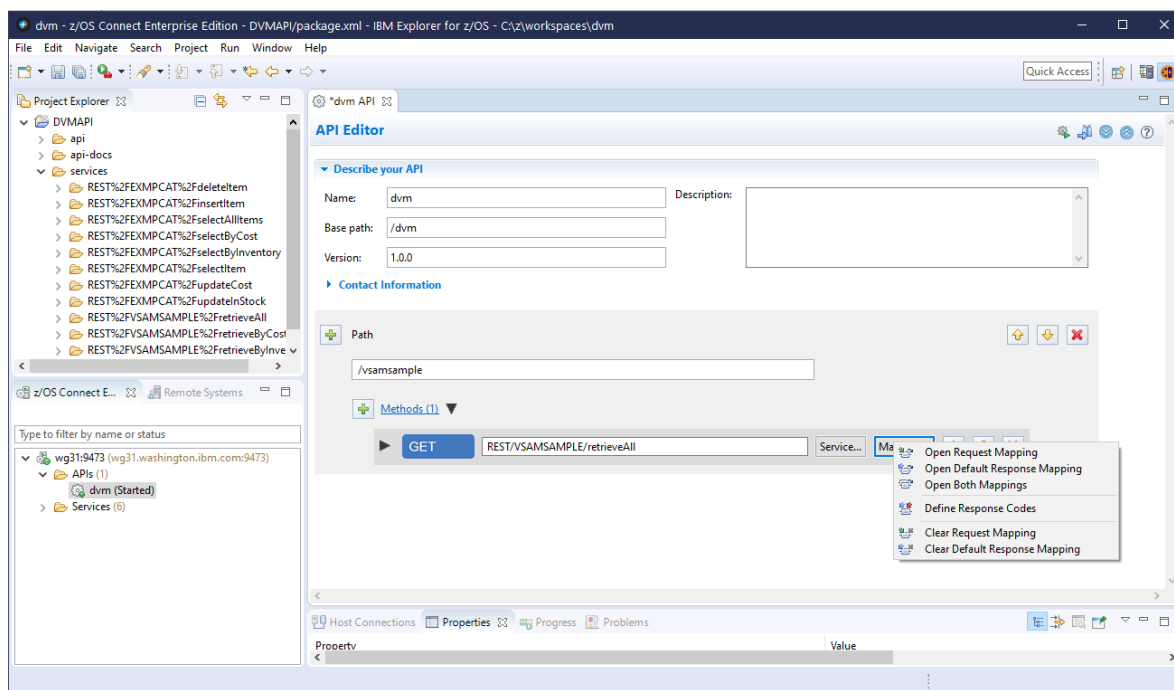 dvm - z/OS Connect Enterprise Edition - DVMAPI/package.xml - IBM Explorer for z/OS - C:\z\workspaces\dvm
File Edit Navigate Search Project Run Window Help
Quick Access
Project Explorer
DVMAPI
api
api-docs
services
REST%2FEXMPCAT%2FdeleteItem
REST%2FEXMPCAT%2FinsertItem
REST%2FEXMPCAT%2FselectAllItems
REST%2FEXMPCAT%2FselectByCost
REST%2FEXMPCAT%2FselectByInventory
REST%2FEXMPCAT%2FselectItem
REST%2FEXMPCAT%2FupdateCost
REST%2FEXMPCAT%2FupdateInStock
REST%2FVSAMSAMPLE%2FretrieveAll
REST%2FVSAMSAMPLE%2FretrieveByCost
REST%2FVSAMSAMPLE%2FretrieveByInve
z/OS Connect E... Remote Systems
Type to filter by name or status
wg31:9473 (wg31.washington.ibm.com:9473)
APIs (1)
dvm (Started)
Services (6)
*dvm API
API Editor
Describe your API
Name: dvm Description:
Base path: /dvm
Version: 1.0.0
Contact Information
Path
/vsamsample
Methods (1)
GET REST/VSAMSAMPLE/retrieveAll Service... Ma
Open Request Mapping
Open Default Response Mapping
Open Both Mappings
Define Response Codes
Clear Request Mapping
Clear Default Response Mapping
Host Connections Properties Progress Problems
Property Value